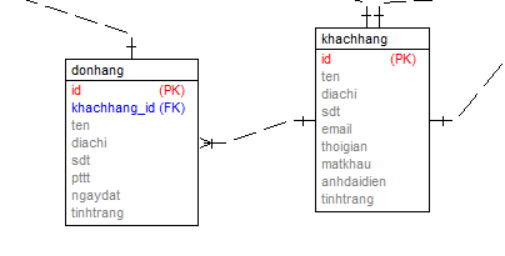 donhang
id (PK)
khachhang_id (FK)
ten
diachi
sdt
pttt
ngaydat
tinhtrang
khachhang
id (PK)
ten
diachi
sdt
email
thoigian
matkhau
anhdaidien
tinhtrang